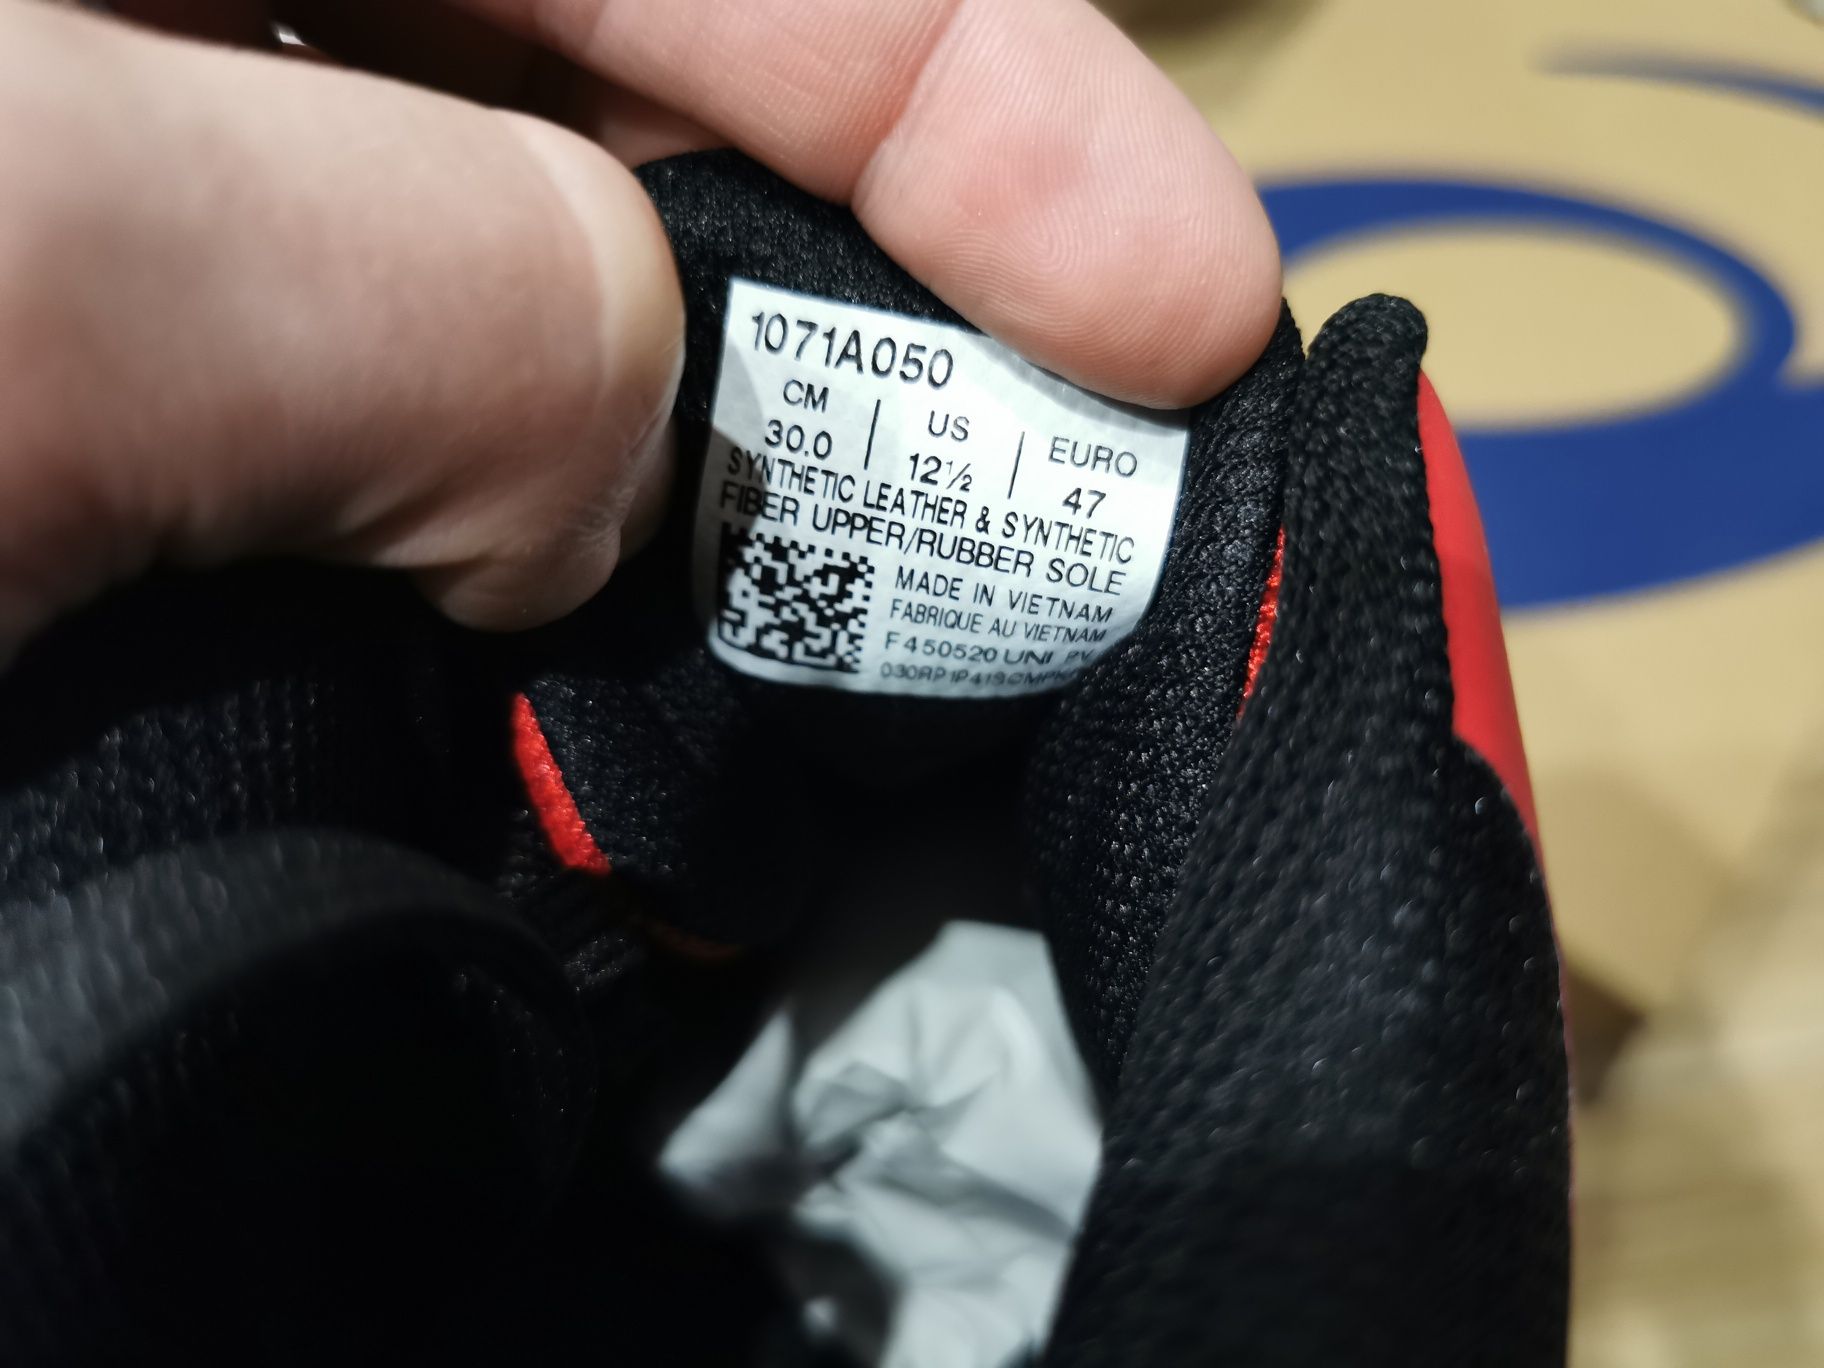 1071A050
CM | US | EURO
30.0 | 12½ | 47
SYNTHETIC LEATHER & SYNTHETIC
FIBER UPPER/RUBBER SOLE
MADE IN VIETNAM
FABRIQUE AU VIETNAM
F450520 UNI